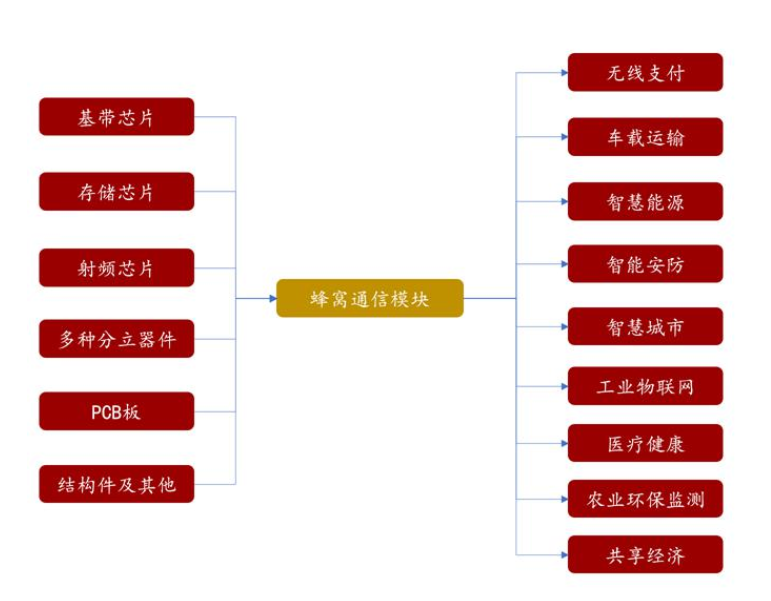 基带芯片
存储芯片
射频芯片
多种分立器件
PCB板
结构件及其他
蜂窝通信模块
无线支付
车载运输
智慧能源
智能安防
智慧城市
工业物联网
医疗健康
农业环保监测
共享经济